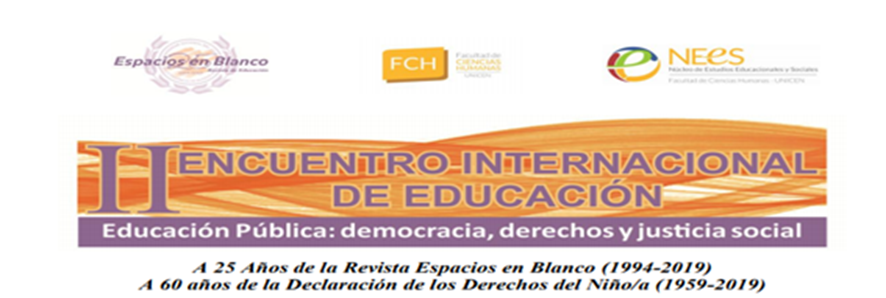 Espacios en Blanco
Revista de Educación
FCH
Facultad de
CIENCIAS
HUMANAS
UNICEN
NEES
Núcleo de Estudios Educacionales y Sociales
Facultad de Ciencias Humanas - UNICEN
II ENCUENTRO INTERNACIONAL
DE EDUCACIÓN
Educación Pública: democracia, derechos y justicia social
A 25 Años de la Revista Espacios en Blanco (1994-2019)
A 60 años de la Declaración de los Derechos del Niño/a (1959-2019)